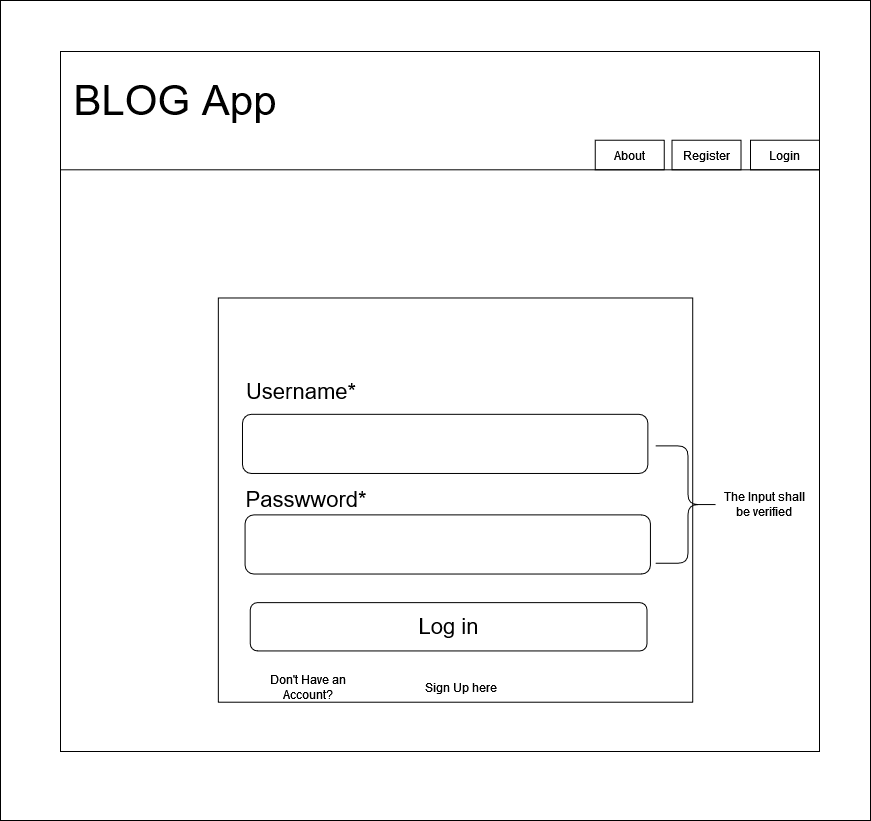 BLOG App
About
Register
Login
Username*
Passwword*
The Input shall
be verified
Log in
Don't Have an
Account?
Sign Up here